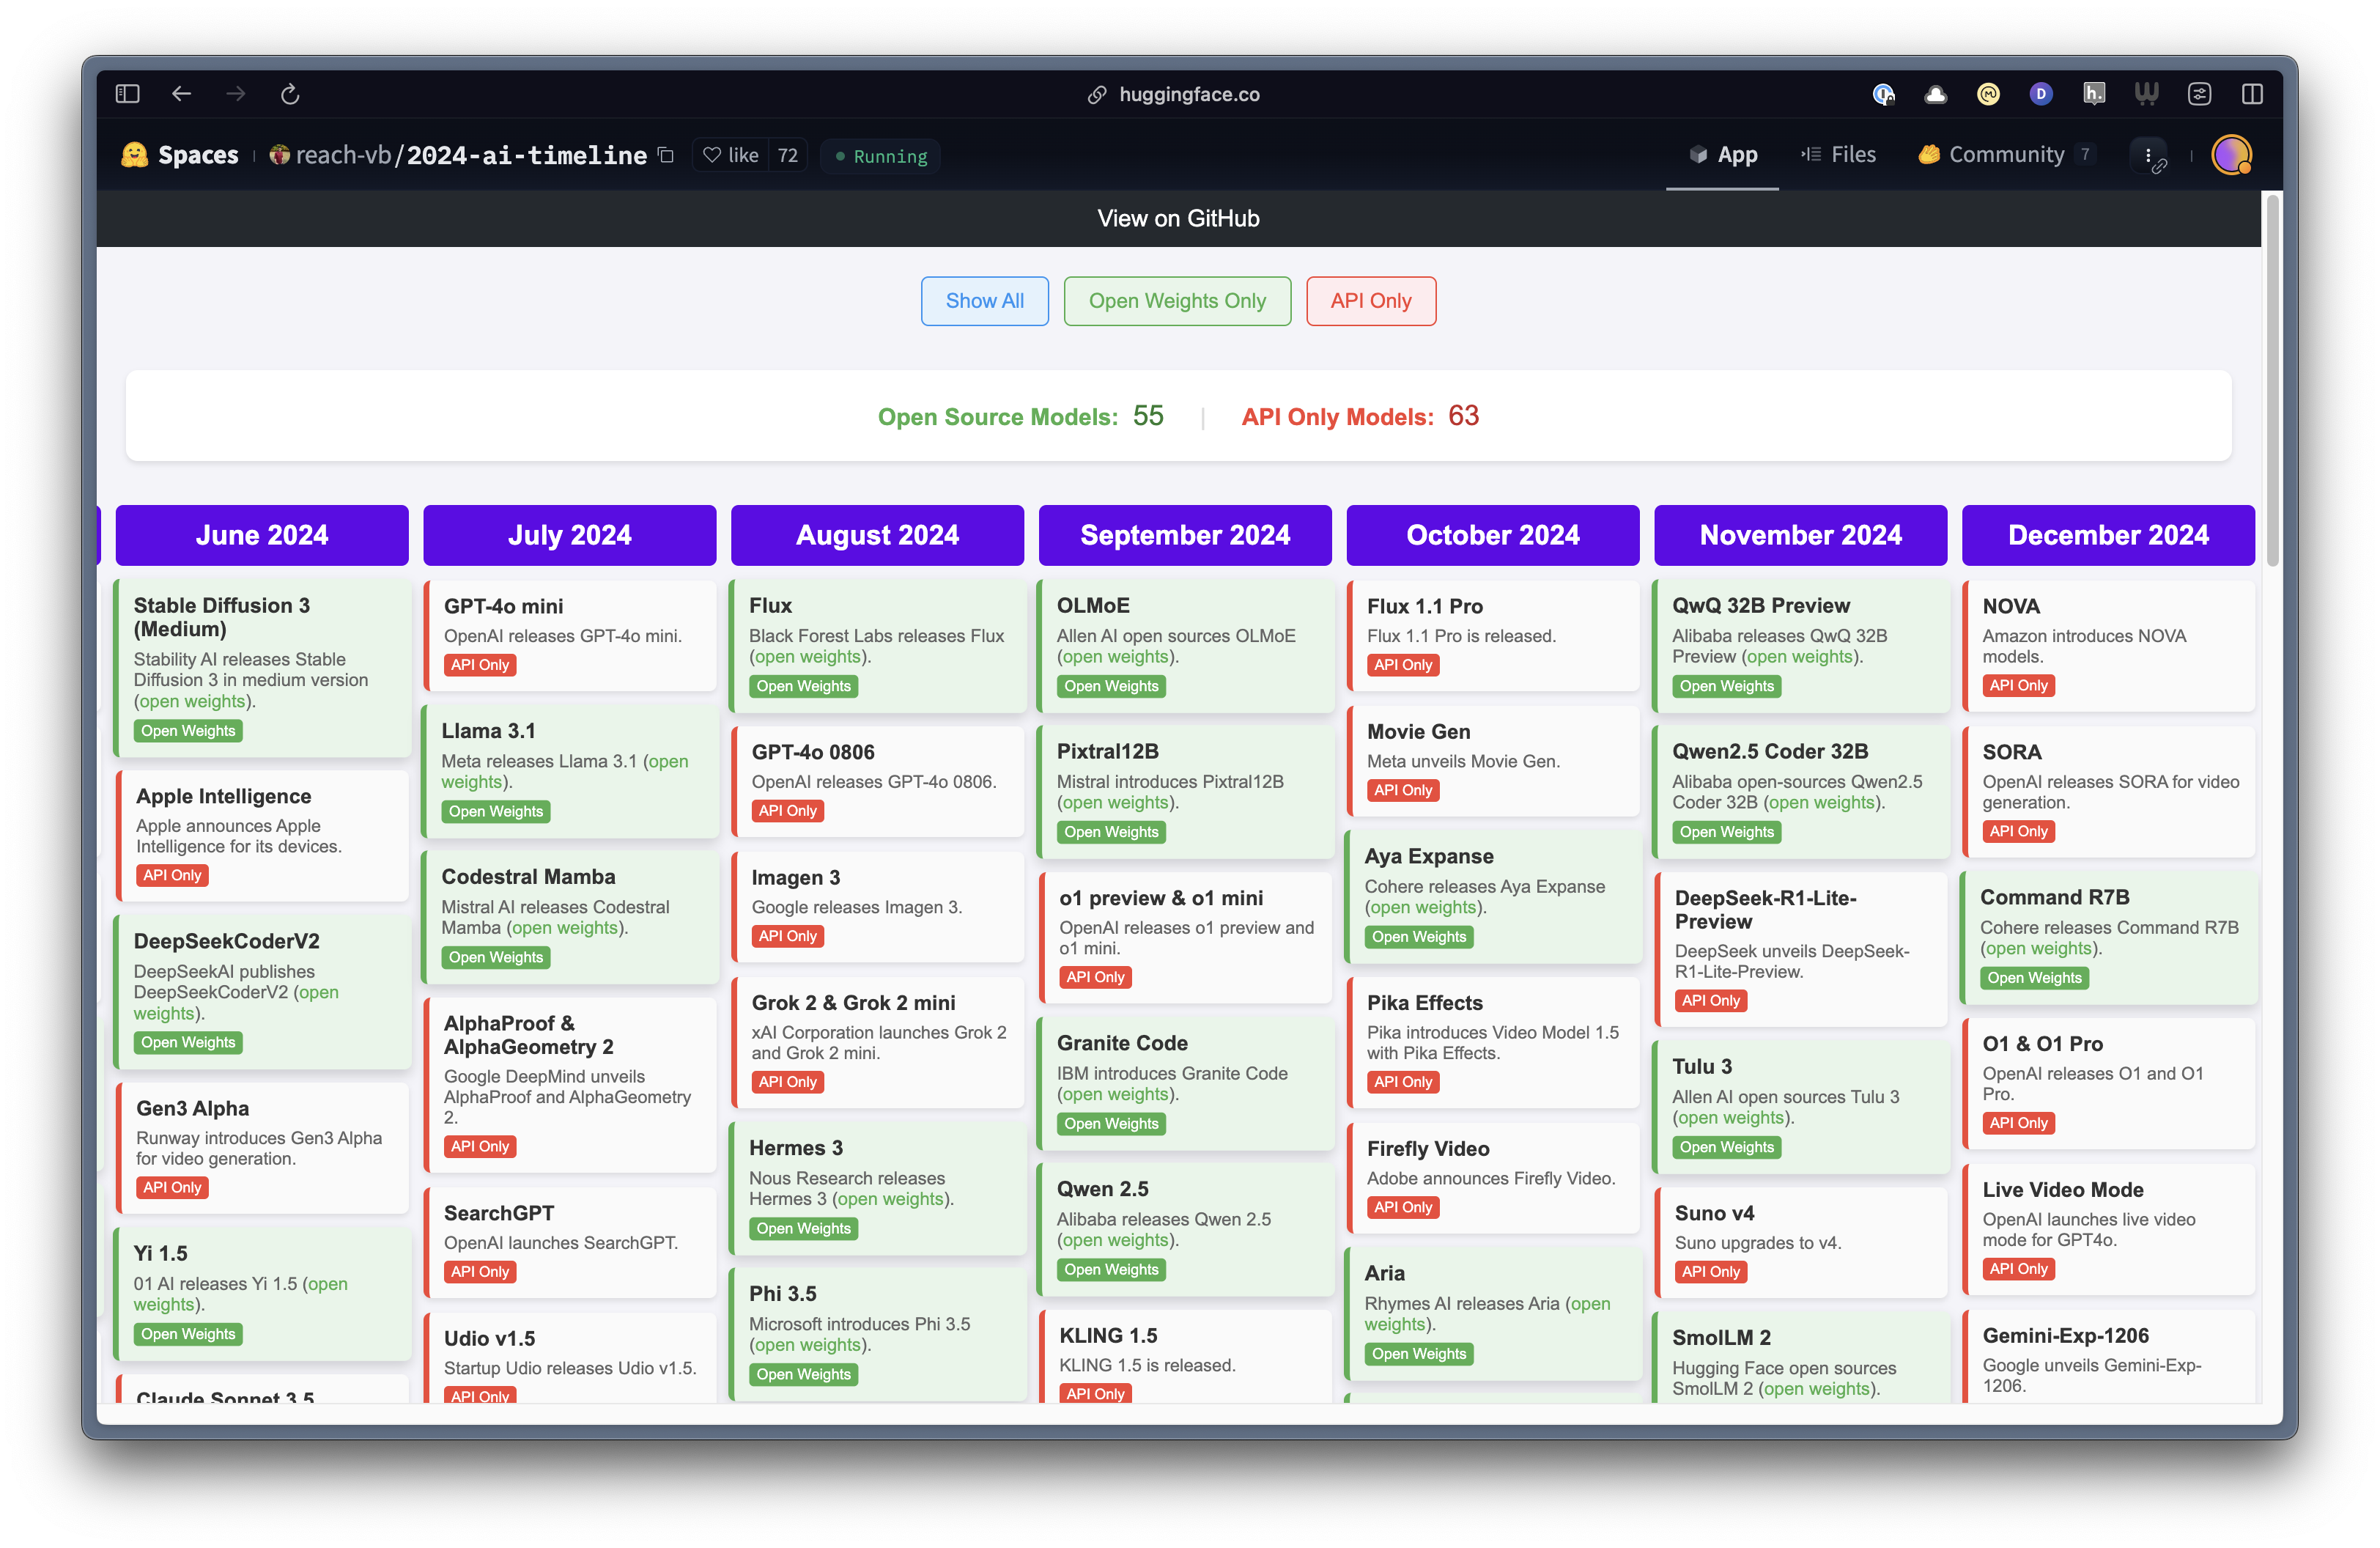 huggingface.co
Spaces
reach-vb/2024-ai-timeline
like 72
Running
App
Files
Community 7
View on GitHub
Show All
Open Weights Only
API Only
Open Source Models: 55 | API Only Models: 63
June 2024
Stable Diffusion 3
(Medium)
Stability AI releases Stable
Diffusion 3 in medium version
(open weights).
Open Weights
Apple Intelligence
Apple announces Apple
Intelligence for its devices.
API Only
DeepSeekCoderV2
DeepSeekAI publishes
DeepSeekCoderV2 (open
weights).
Open Weights
Gen3 Alpha
Runway introduces Gen3 Alpha
for video generation.
API Only
Yi 1.5
01 AI releases Yi 1.5 (open
weights).
Open Weights
Claude Sonnet 3.5
July 2024
GPT-4o mini
OpenAI releases GPT-4o mini.
API Only
Llama 3.1
Meta releases Llama 3.1 (open
weights).
Open Weights
Codestral Mamba
Mistral AI releases Codestral
Mamba (open weights).
Open Weights
AlphaProof &
AlphaGeometry 2
Google DeepMind unveils
AlphaProof and AlphaGeometry
2.
API Only
SearchGPT
OpenAI launches SearchGPT.
API Only
Udio v1.5
Startup Udio releases Udio v1.5.
API Only
August 2024
Flux
Black Forest Labs releases Flux
(open weights).
Open Weights
GPT-4o 0806
OpenAI releases GPT-4o 0806.
API Only
Imagen 3
Google releases Imagen 3.
API Only
Grok 2 & Grok 2 mini
xAI Corporation launches Grok 2
and Grok 2 mini.
API Only
Hermes 3
Nous Research releases
Hermes 3 (open weights).
Open Weights
Phi 3.5
Microsoft introduces Phi 3.5
(open weights).
Open Weights
September 2024
OLMoE
Allen AI open sources OLMoE
(open weights).
Open Weights
Pixtral12B
Mistral introduces Pixtral12B
(open weights).
Open Weights
o1 preview & o1 mini
OpenAI releases o1 preview and
o1 mini.
API Only
Granite Code
IBM introduces Granite Code
(open weights).
Open Weights
Qwen 2.5
Alibaba releases Qwen 2.5
(open weights).
Open Weights
KLING 1.5
KLING 1.5 is released.
API Only
October 2024
Flux 1.1 Pro
Flux 1.1 Pro is released.
API Only
Movie Gen
Meta unveils Movie Gen.
API Only
Aya Expanse
Cohere releases Aya Expanse
(open weights).
Open Weights
Pika Effects
Pika introduces Video Model 1.5
with Pika Effects.
API Only
Firefly Video
Adobe announces Firefly Video.
API Only
Aria
Rhymes AI releases Aria (open
weights).
Open Weights
November 2024
QwQ 32B Preview
Alibaba releases QwQ 32B
Preview (open weights).
Open Weights
Qwen2.5 Coder 32B
Alibaba open-sources Qwen2.5
Coder 32B (open weights).
Open Weights
DeepSeek-R1-Lite-
Preview
DeepSeek unveils DeepSeek-
R1-Lite-Preview.
API Only
Tulu 3
Allen AI open sources Tulu 3
(open weights).
Open Weights
Suno v4
Suno upgrades to v4.
API Only
SmolLM 2
Hugging Face open sources
SmolLM 2 (open weights).
December 2024
NOVA
Amazon introduces NOVA
models.
API Only
SORA
OpenAI releases SORA for video
generation.
API Only
Command R7B
Cohere releases Command R7B
(open weights).
Open Weights
O1 & O1 Pro
OpenAI releases O1 and O1
Pro.
API Only
Live Video Mode
OpenAI launches live video
mode for GPT4o.
API Only
Gemini-Exp-1206
Google unveils Gemini-Exp-
1206.